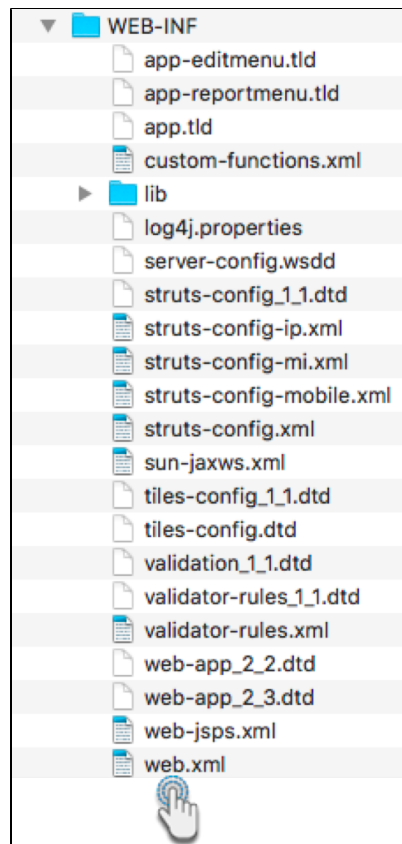 WEB-INF
app-editmenu.tld
app-reportmenu.tld
app.tld
custom-functions.xml
lib
log4j.properties
server-config.wsdd
struts-config_1_1.dtd
struts-config-ip.xml
struts-config-mi.xml
struts-config-mobile.xml
struts-config.xml
sun-jaxws.xml
tiles-config_1_1.dtd
tiles-config.dtd
validation_1_1.dtd
validator-rules_1_1.dtd
validator-rules.xml
web-app_2_2.dtd
web-app_2_3.dtd
web-jsps.xml
web.xml